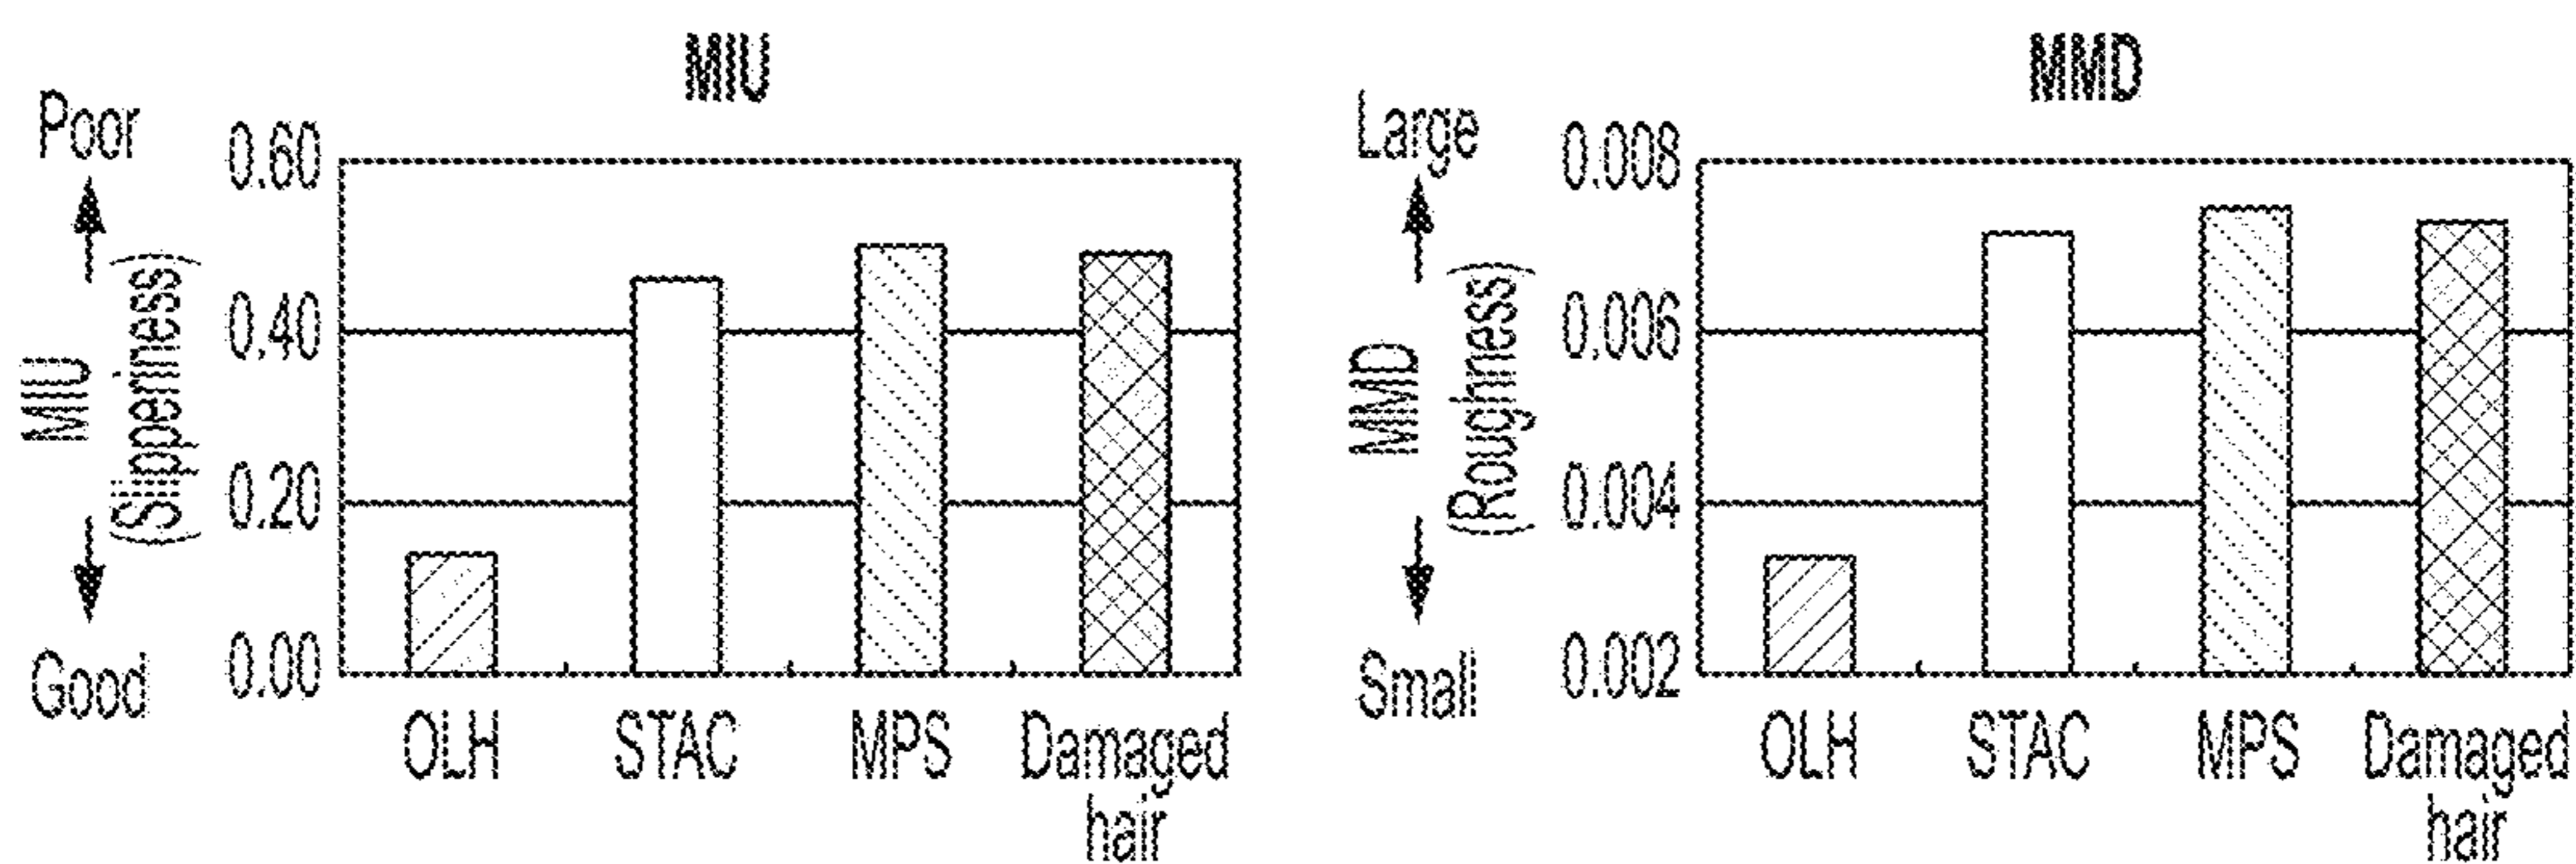 MIU
Poor
0.60
0.40
0.20
0.00
Good
MIU
(Slipperiness)
OLH STAC MPS Damaged
hair
MMD
Large
0.008
0.006
0.004
0.002
Small
MMD
(Roughness)
OLH STAC MPS Damaged
hair